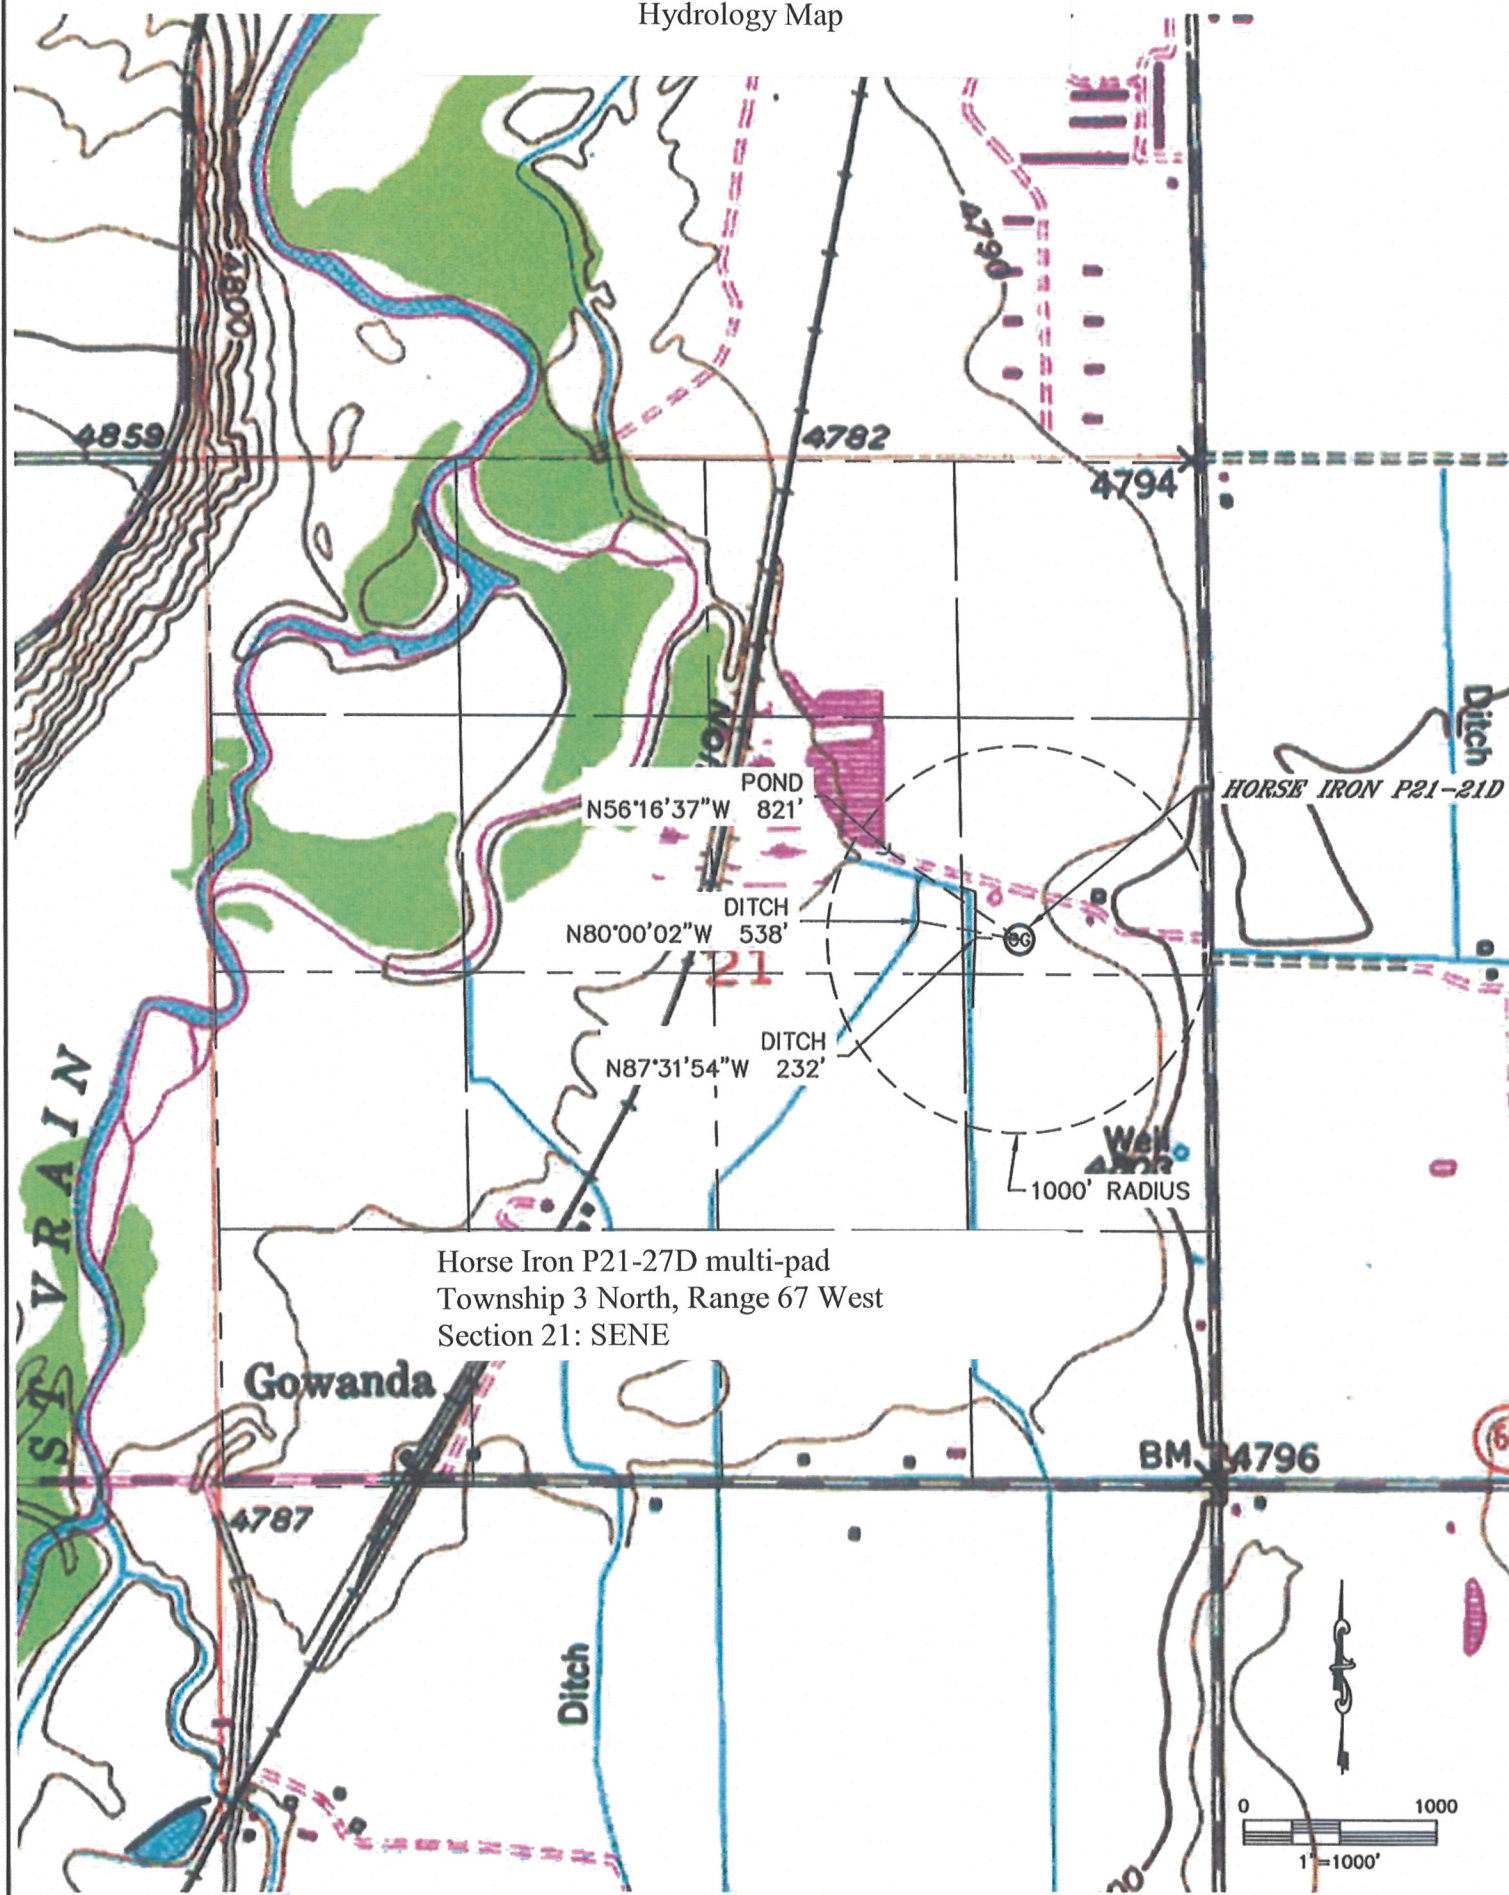 Hydrology Map
4790
4800
4859
4782
4794
Ditch
POND
N56°16'37"W 821'
HORSE IRON P21-21D
DITCH
N80°00'02"W 538'
OG
21
DITCH
N87°31'54"W 232'
Well
1000' RADIUS
ST VRAIN
Horse Iron P21-27D multi-pad
Township 3 North, Range 67 West
Section 21: SENE
Gowanda
BM 4796
4787
Ditch
0 1000
1"=1000'